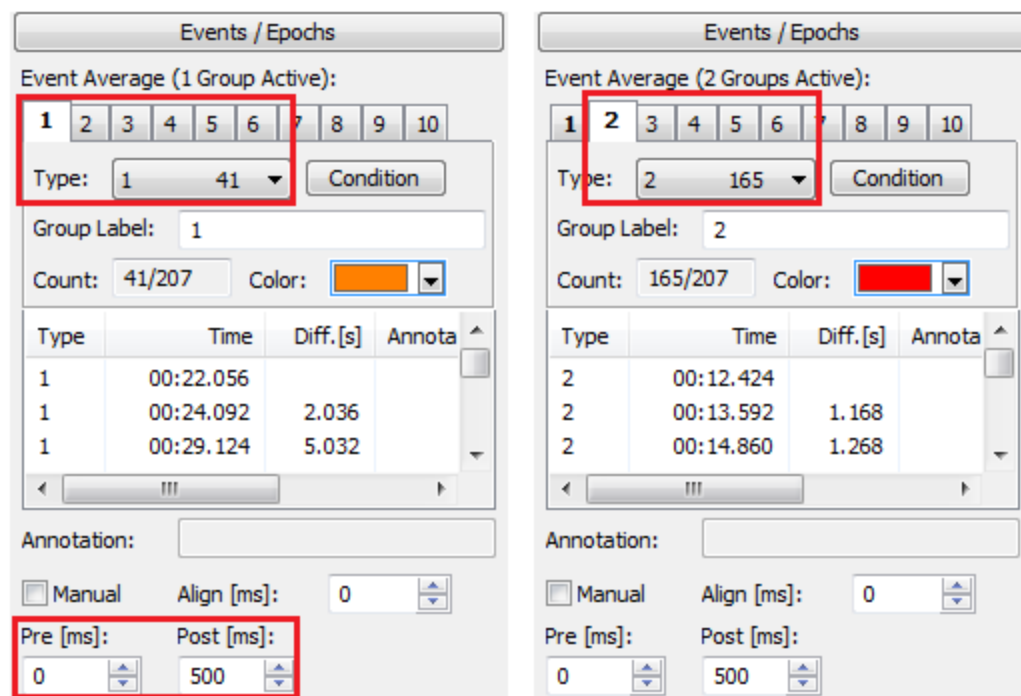 Events / Epochs
Event Average (1 Group Active):
1 2 3 4 5 6 7 8 9 10
Type: 1 41 Condition
Group Label: 1
Count: 41/207 Color:
Type Time Diff.[s] Annota
1 00:22.056
1 00:24.092 2.036
1 00:29.124 5.032
Annotation:
Manual Align [ms]: 0
Pre [ms]: Post [ms]:
0 500
Events / Epochs
Event Average (2 Groups Active):
1 2 3 4 5 6 7 8 9 10
Type: 2 165 Condition
Group Label: 2
Count: 165/207 Color:
Type Time Diff.[s] Annota
2 00:12.424
2 00:13.592 1.168
2 00:14.860 1.268
Annotation:
Manual Align [ms]: 0
Pre [ms]: Post [ms]:
0 500